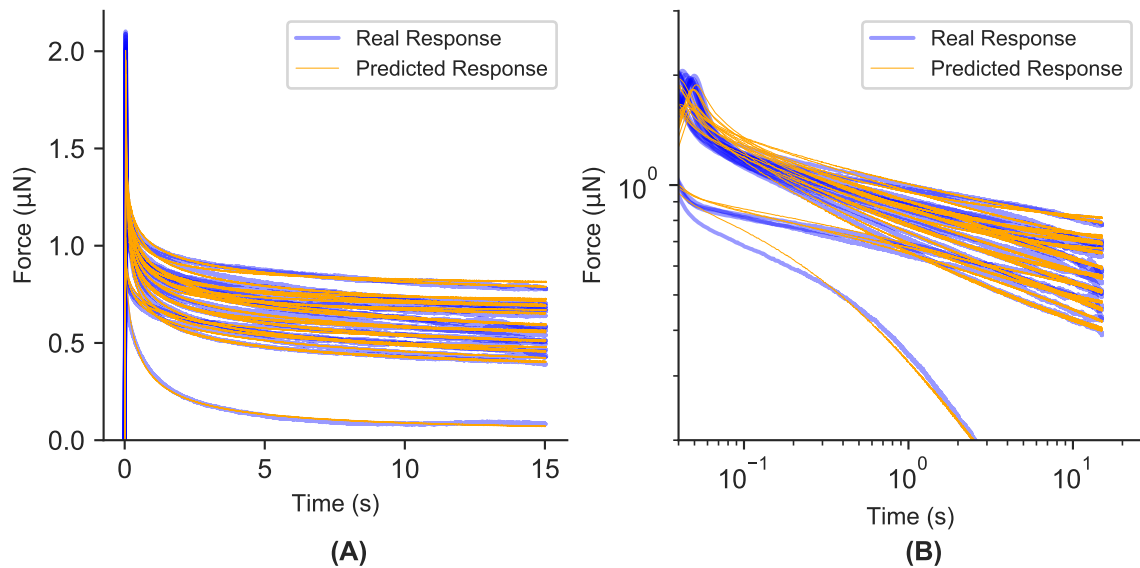 Real Response
Predicted Response
2.0
1.5
1.0
0.5
0.0
Force (µN)
0
5
10
15
Time (s)
(A)
Real Response
Predicted Response
10⁰
Force (µN)
10⁻¹
10⁰
10¹
Time (s)
(B)